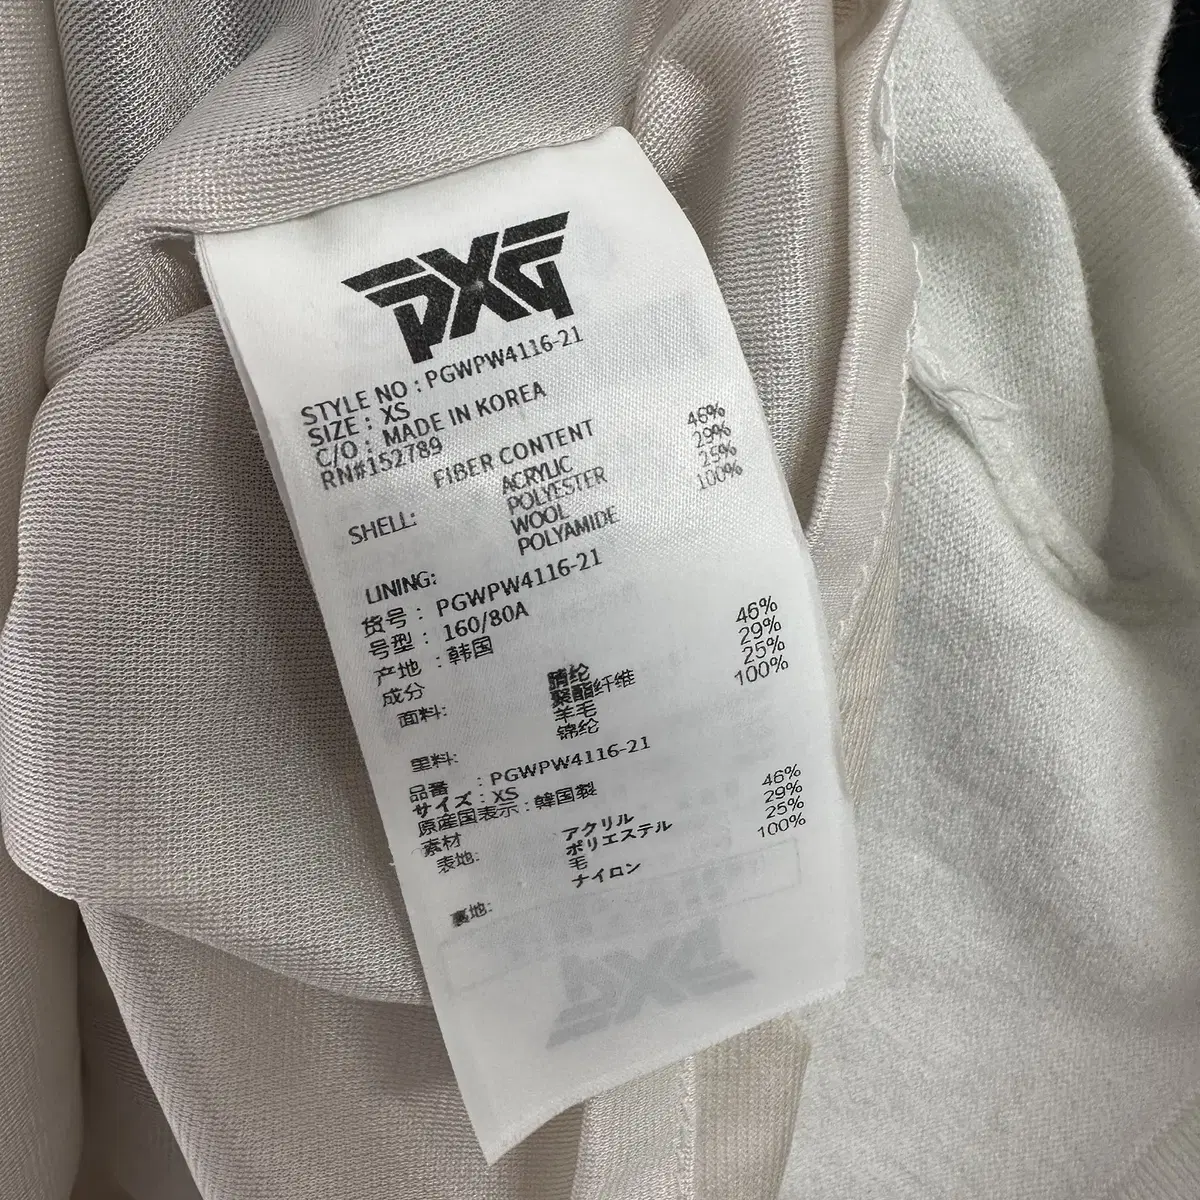 PXG
STYLE NO : PGWPW4116-21
SIZE : XS
C/O : MADE IN KOREA
RN#152789
FIBER CONTENT
SHELL: ACRYLIC 46%
POLYESTER 29%
WOOL 25%
LINING: POLYAMIDE 100%
货号 : PGWPW4116-21
号型 : 160/80A
产地 : 韩国
成分
面料: 腈纶 46%
聚酯纤维 29%
羊毛 25%
里料: 锦纶 100%
品番 : PGWPW4116-21
サイズ : XS
原産国表示 : 韓国製
素材
表地: アクリル 46%
ポリエステル 29%
毛 25%
裏地: ナイロン 100%